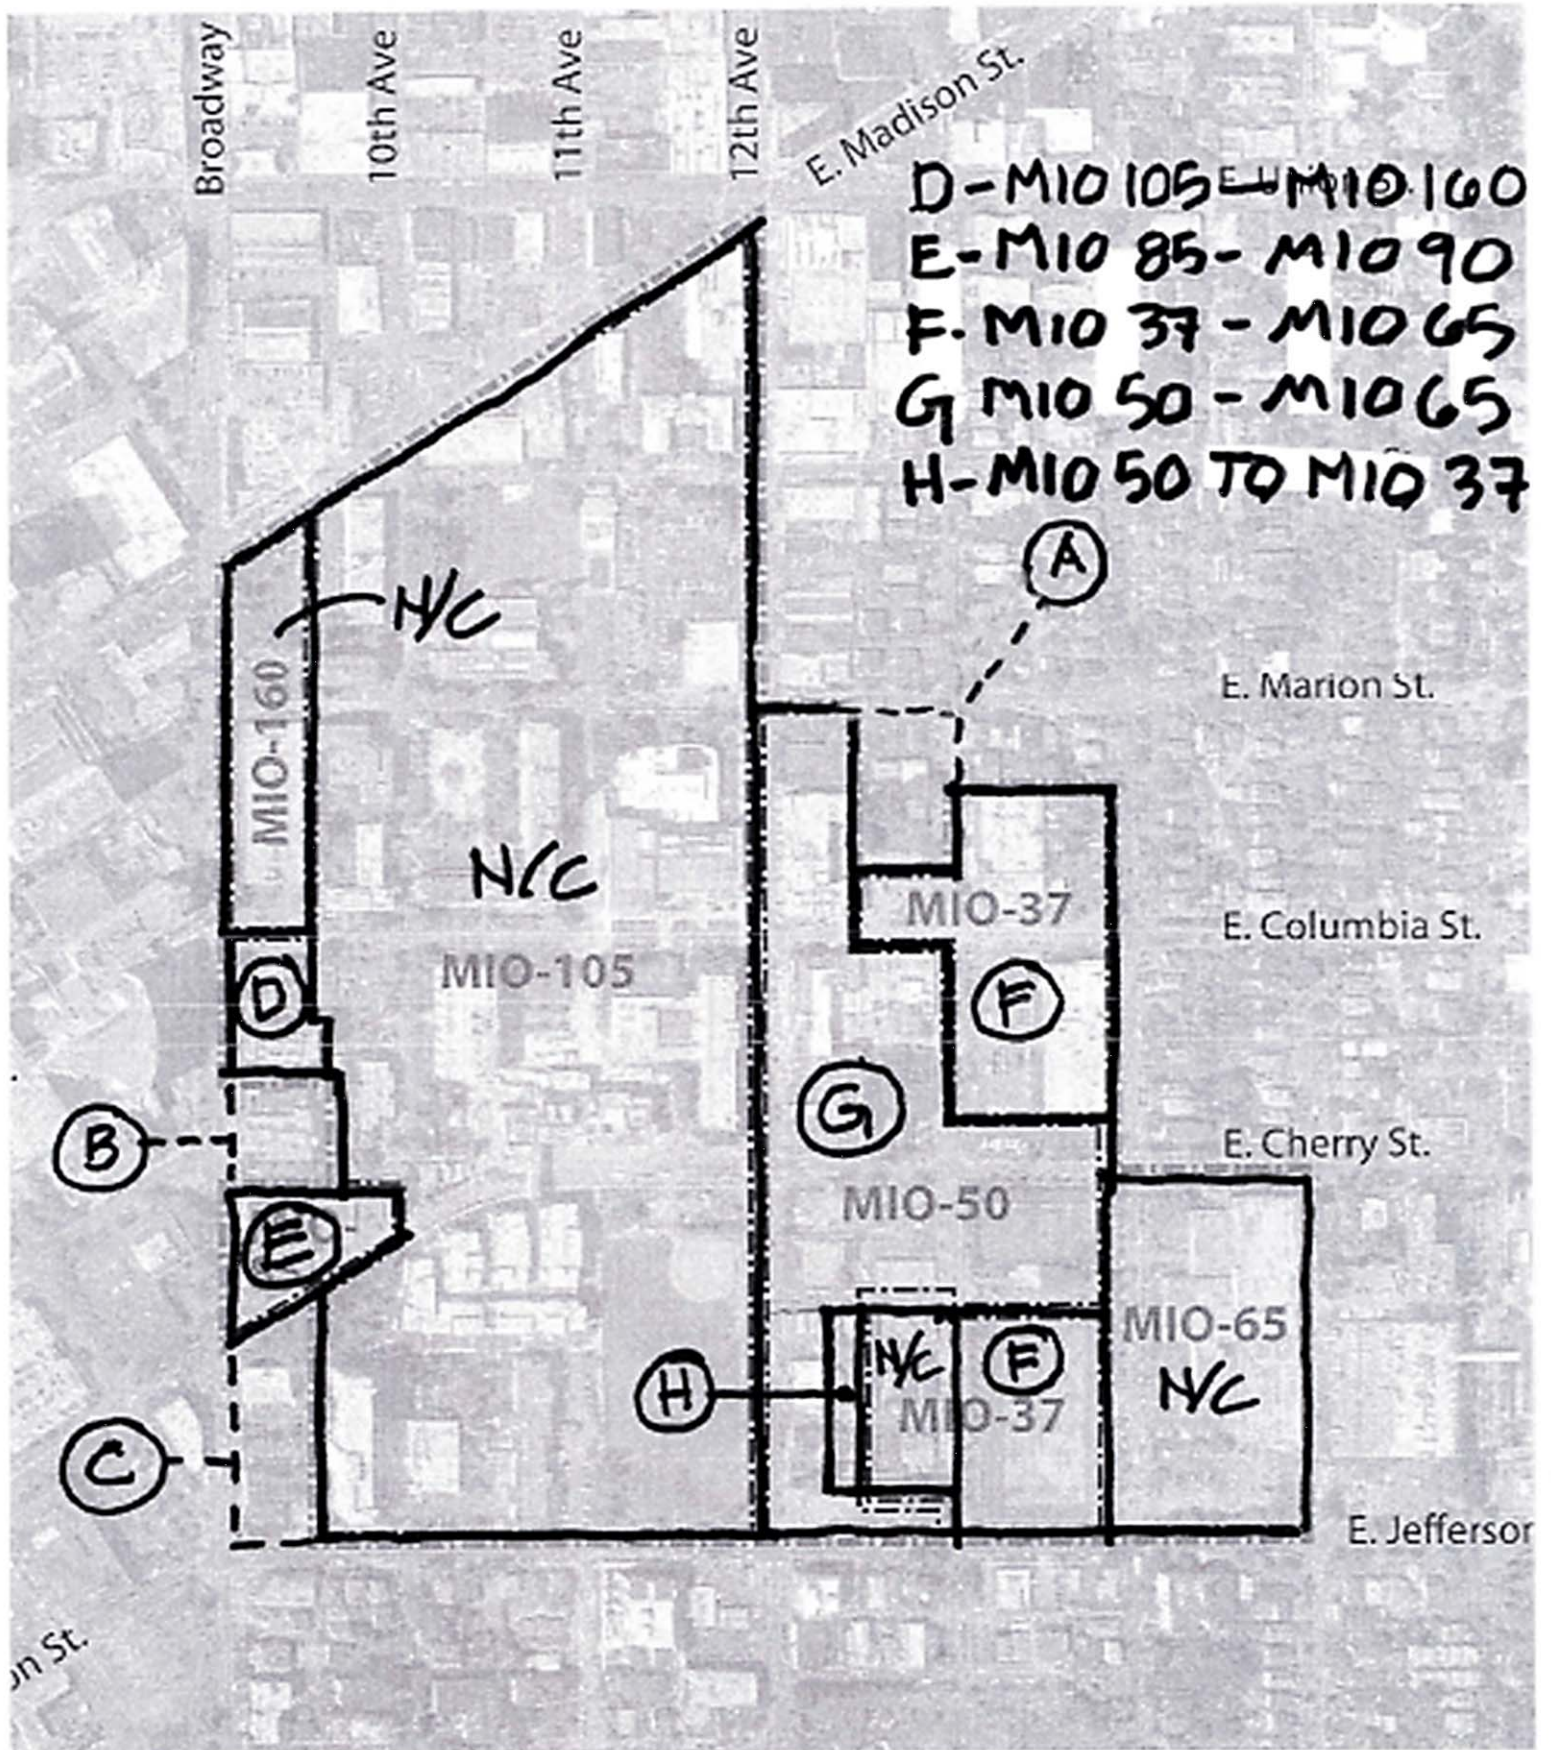 Broadway
10th Ave
11th Ave
12th Ave
E. Madison St.
D-MIO 105-MIO 160
E-MIO 85-MIO 90
F. MIO 37-MIO 65
G MIO 50-MIO 65
H-MIO 50 TO MIO 37
A
N/C
E. Marion St.
MIO-160
N/C
MIO-37
E. Columbia St.
MIO-105
D
F
G
B
E. Cherry St.
MIO-50
E
MIO-65
N/C
F
H
N/C
MIO-37
C
E. Jefferson
on St.